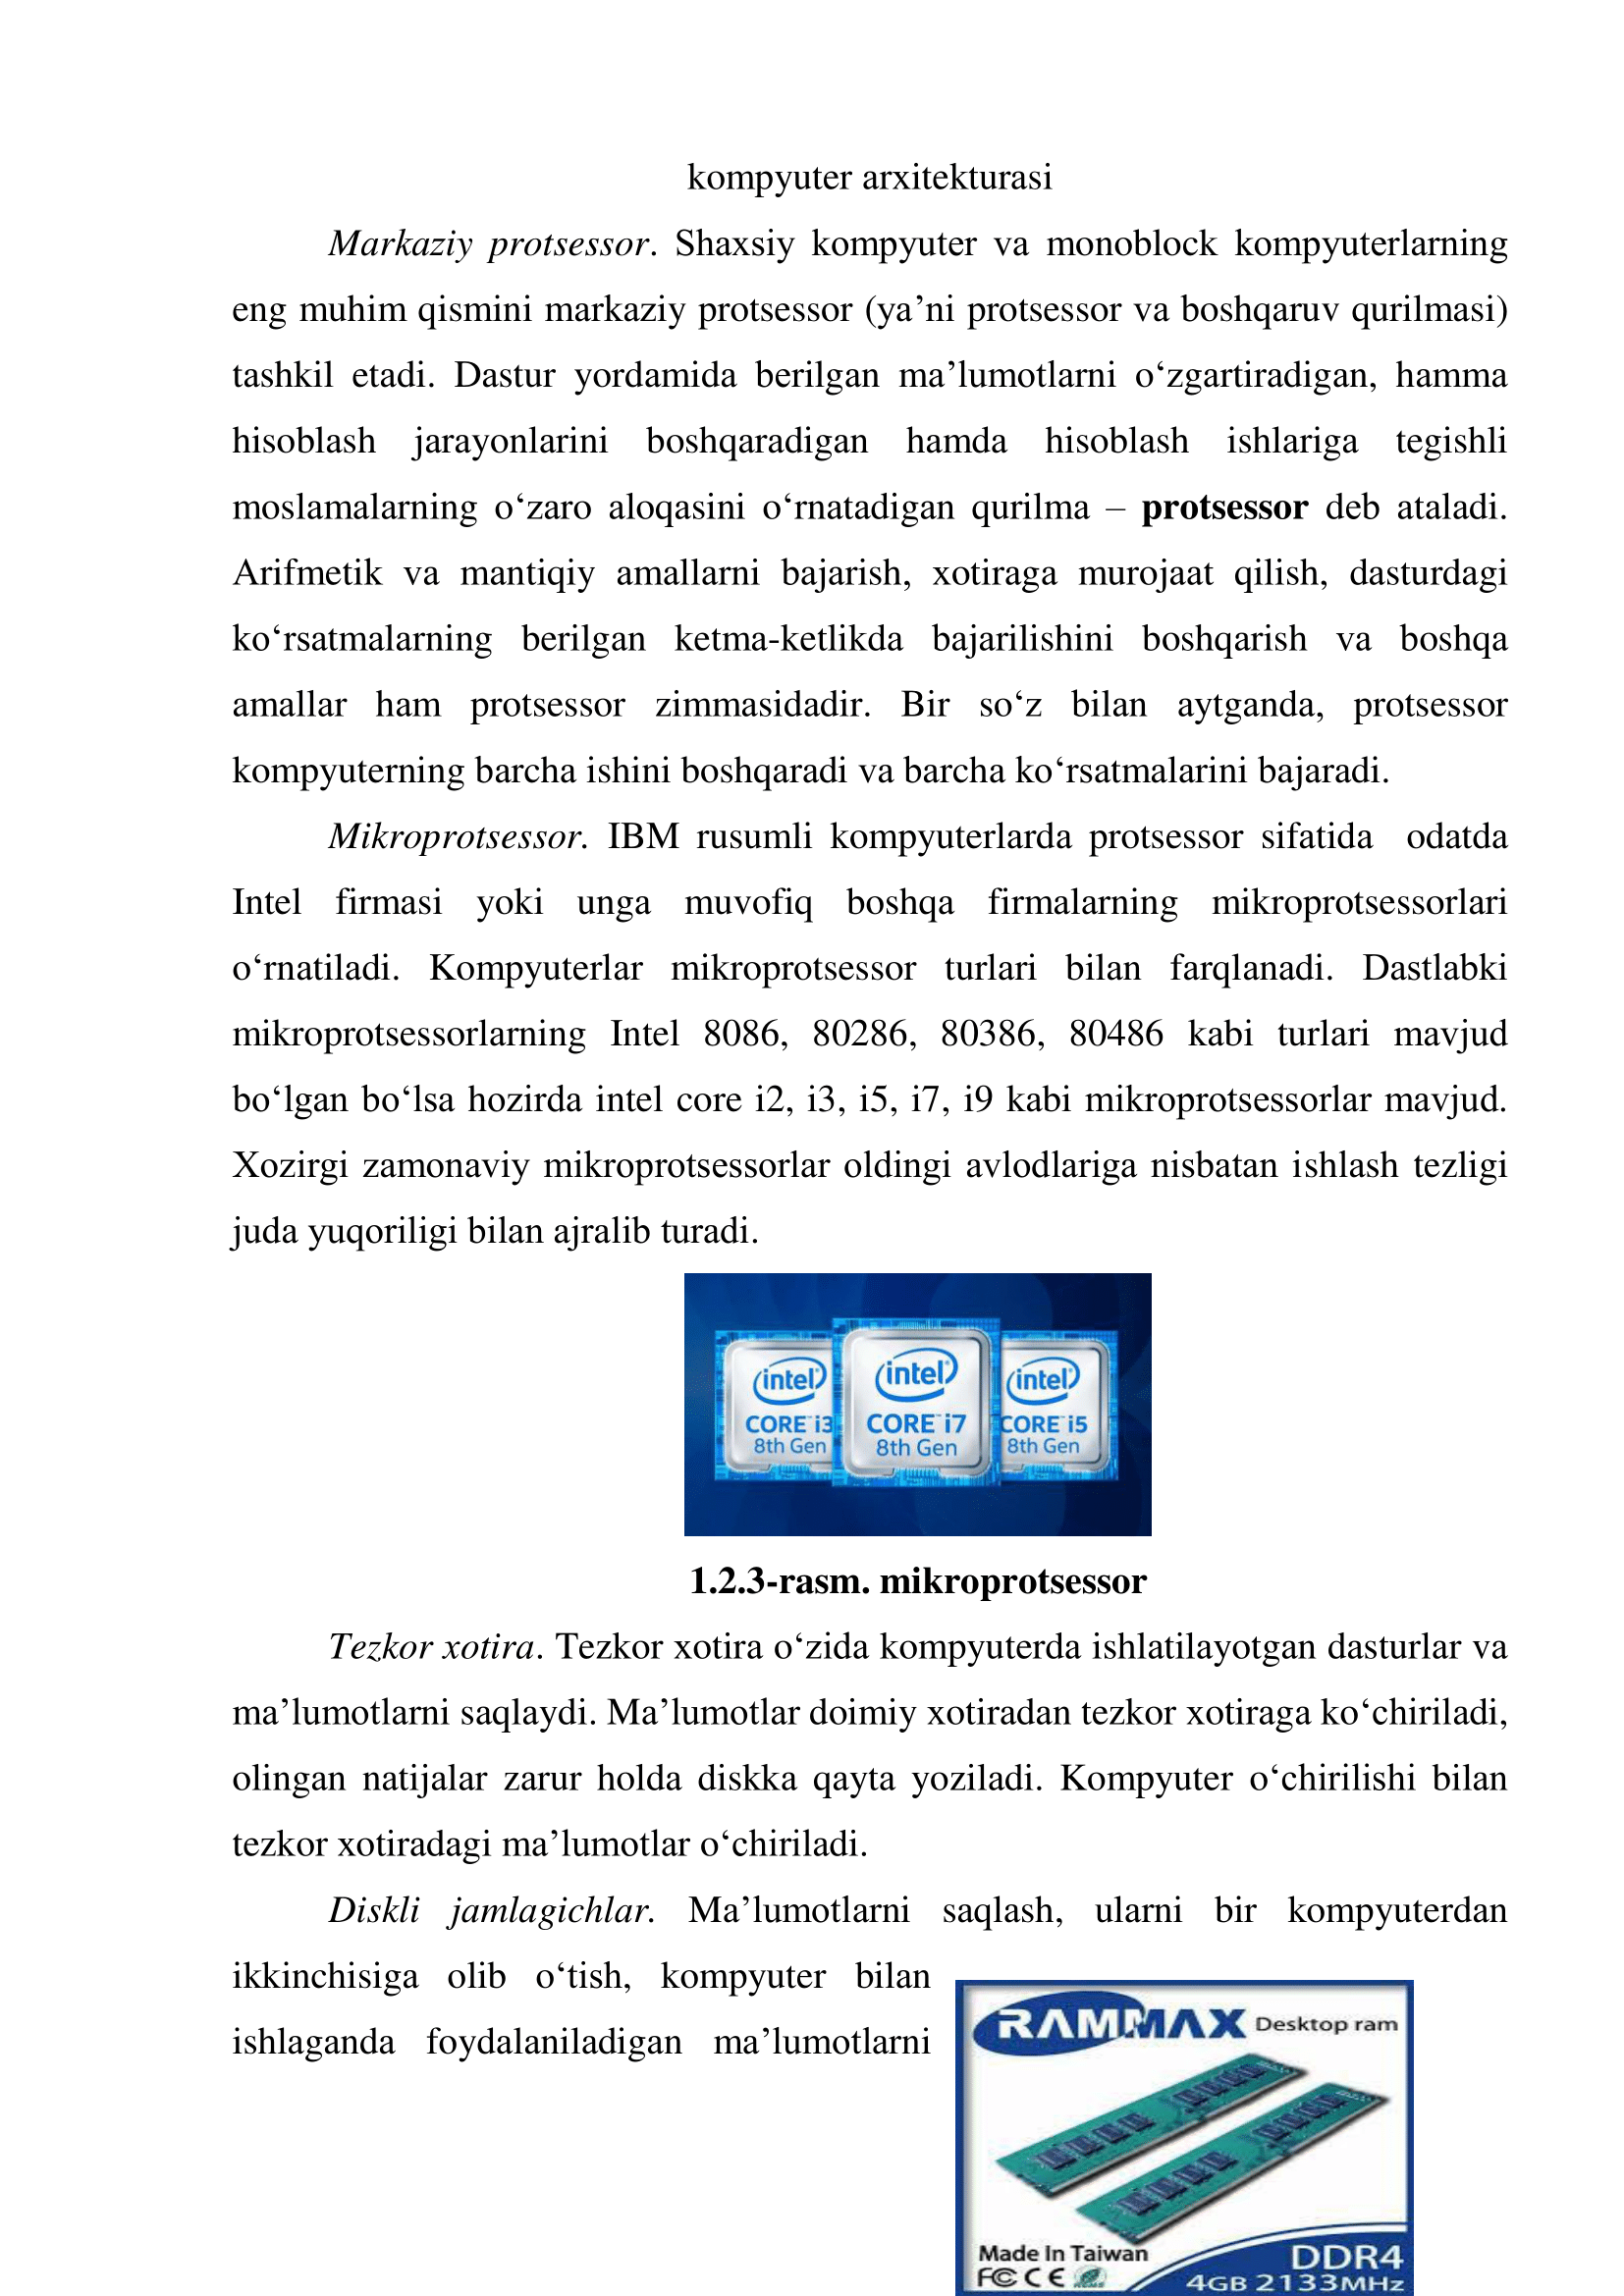 kompyuter arxitekturasi
Markaziy protsessor. Shaxsiy kompyuter va monoblock kompyuterlarning
eng muhim qismini markaziy protsessor (ya’ni protsessor va boshqaruv qurilmasi)
tashkil etadi. Dastur yordamida berilgan ma’lumotlarni o‘zgartiradigan, hamma
hisoblash jarayonlarini boshqaradigan hamda hisoblash ishlariga tegishli
moslamalarning o‘zaro aloqasini o‘rnatadigan qurilma – protsessor deb ataladi.
Arifmetik va mantiqiy amallarni bajarish, xotiraga murojaat qilish, dasturdagi
ko‘rsatmalarning berilgan ketma-ketlikda bajarilishini boshqarish va boshqa
amallar ham protsessor zimmasidadir. Bir so‘z bilan aytganda, protsessor
kompyuterning barcha ishini boshqaradi va barcha ko‘rsatmalarini bajaradi.
Mikroprotsessor. IBM rusumli kompyuterlarda protsessor sifatida odatda
Intel firmasi yoki unga muvofiq boshqa firmalarning mikroprotsessorlari
o‘rnatiladi. Kompyuterlar mikroprotsessor turlari bilan farqlanadi. Dastlabki
mikroprotsessorlarning Intel 8086, 80286, 80386, 80486 kabi turlari mavjud
bo‘lgan bo‘lsa hozirda intel core i2, i3, i5, i7, i9 kabi mikroprotsessorlar mavjud.
Xozirgi zamonaviy mikroprotsessorlar oldingi avlodlariga nisbatan ishlash tezligi
juda yuqoriligi bilan ajralib turadi.
intel intel intel
CORE i3 CORE i7 CORE i5
8th Gen 8th Gen 8th Gen
1.2.3-rasm. mikroprotsessor
Tezkor xotira. Tezkor xotira o‘zida kompyuterda ishlatilayotgan dasturlar va
ma’lumotlarni saqlaydi. Ma’lumotlar doimiy xotiradan tezkor xotiraga ko‘chiriladi,
olingan natijalar zarur holda diskka qayta yoziladi. Kompyuter o‘chirilishi bilan
tezkor xotiradagi ma’lumotlar o‘chiriladi.
Diskli jamlagichlar. Ma’lumotlarni saqlash, ularni bir kompyuterdan
ikkinchisiga olib o‘tish, kompyuter bilan
ishlaganda foydalaniladigan ma’lumotlarni
RAMMAX Desktop ram
Made In Taiwan
FC CE
DDR4
4GB 2133MHz